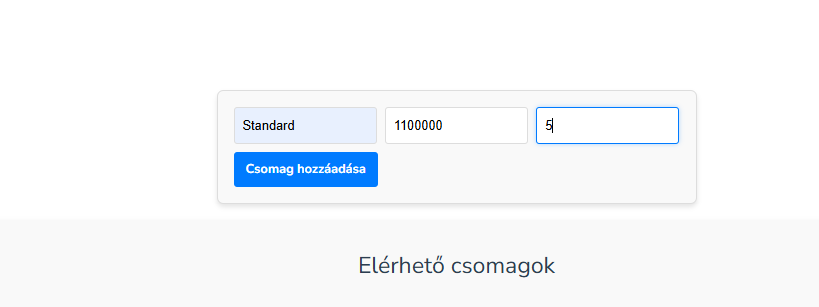 Standard 1100000 5
Csomag hozzáadása
Elérhető csomagok